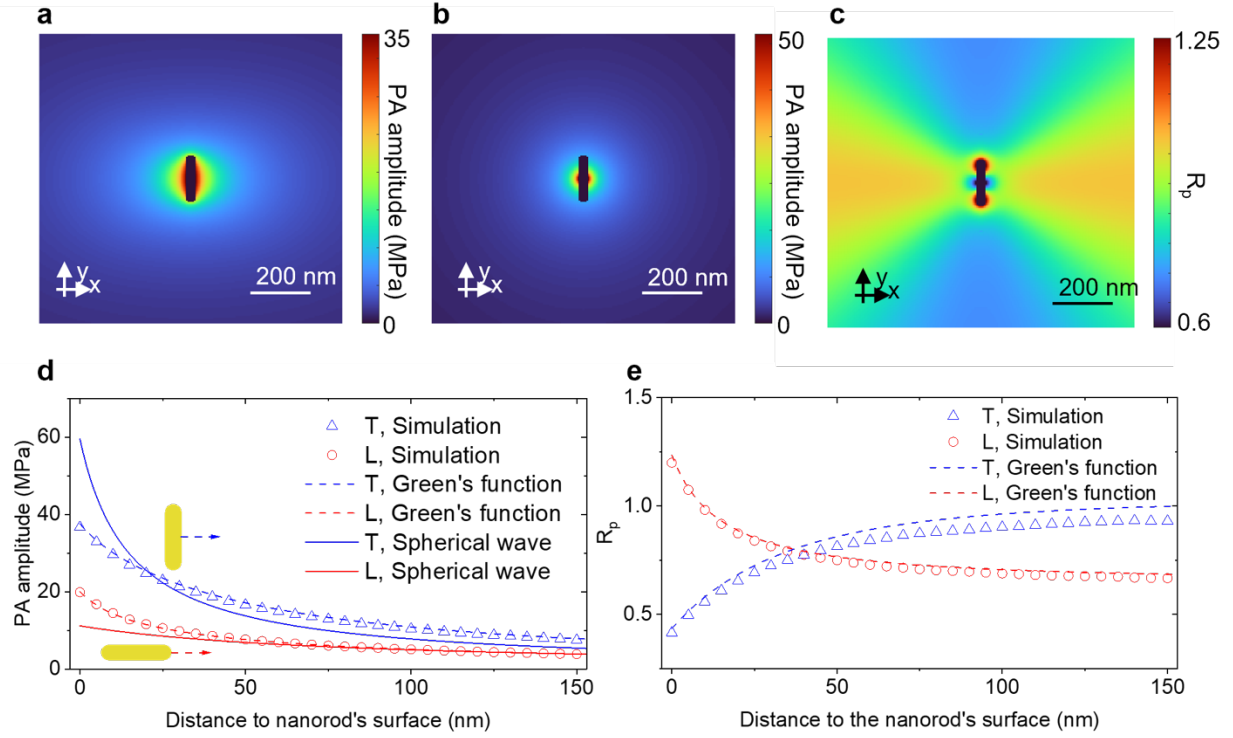 a
35
PA amplitude (MPa)
0
y
x
200 nm
b
50
PA amplitude (MPa)
0
y
x
200 nm
c
1.25
Rp
0.6
y
x
200 nm
d
PA amplitude (MPa)
60
40
20
0
T, Simulation
L, Simulation
T, Green's function
L, Green's function
T, Spherical wave
L, Spherical wave
0
50
100
150
Distance to nanorod's surface (nm)
e
Rp
1.5
1.0
0.5
T, Simulation
L, Simulation
T, Green's function
L, Green's function
0
50
100
150
Distance to the nanorod's surface (nm)